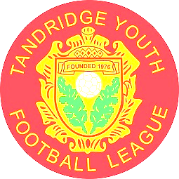 TANDRIDGE YOUTH
FOUNDED 1976
FOOTBALL LEAGUE